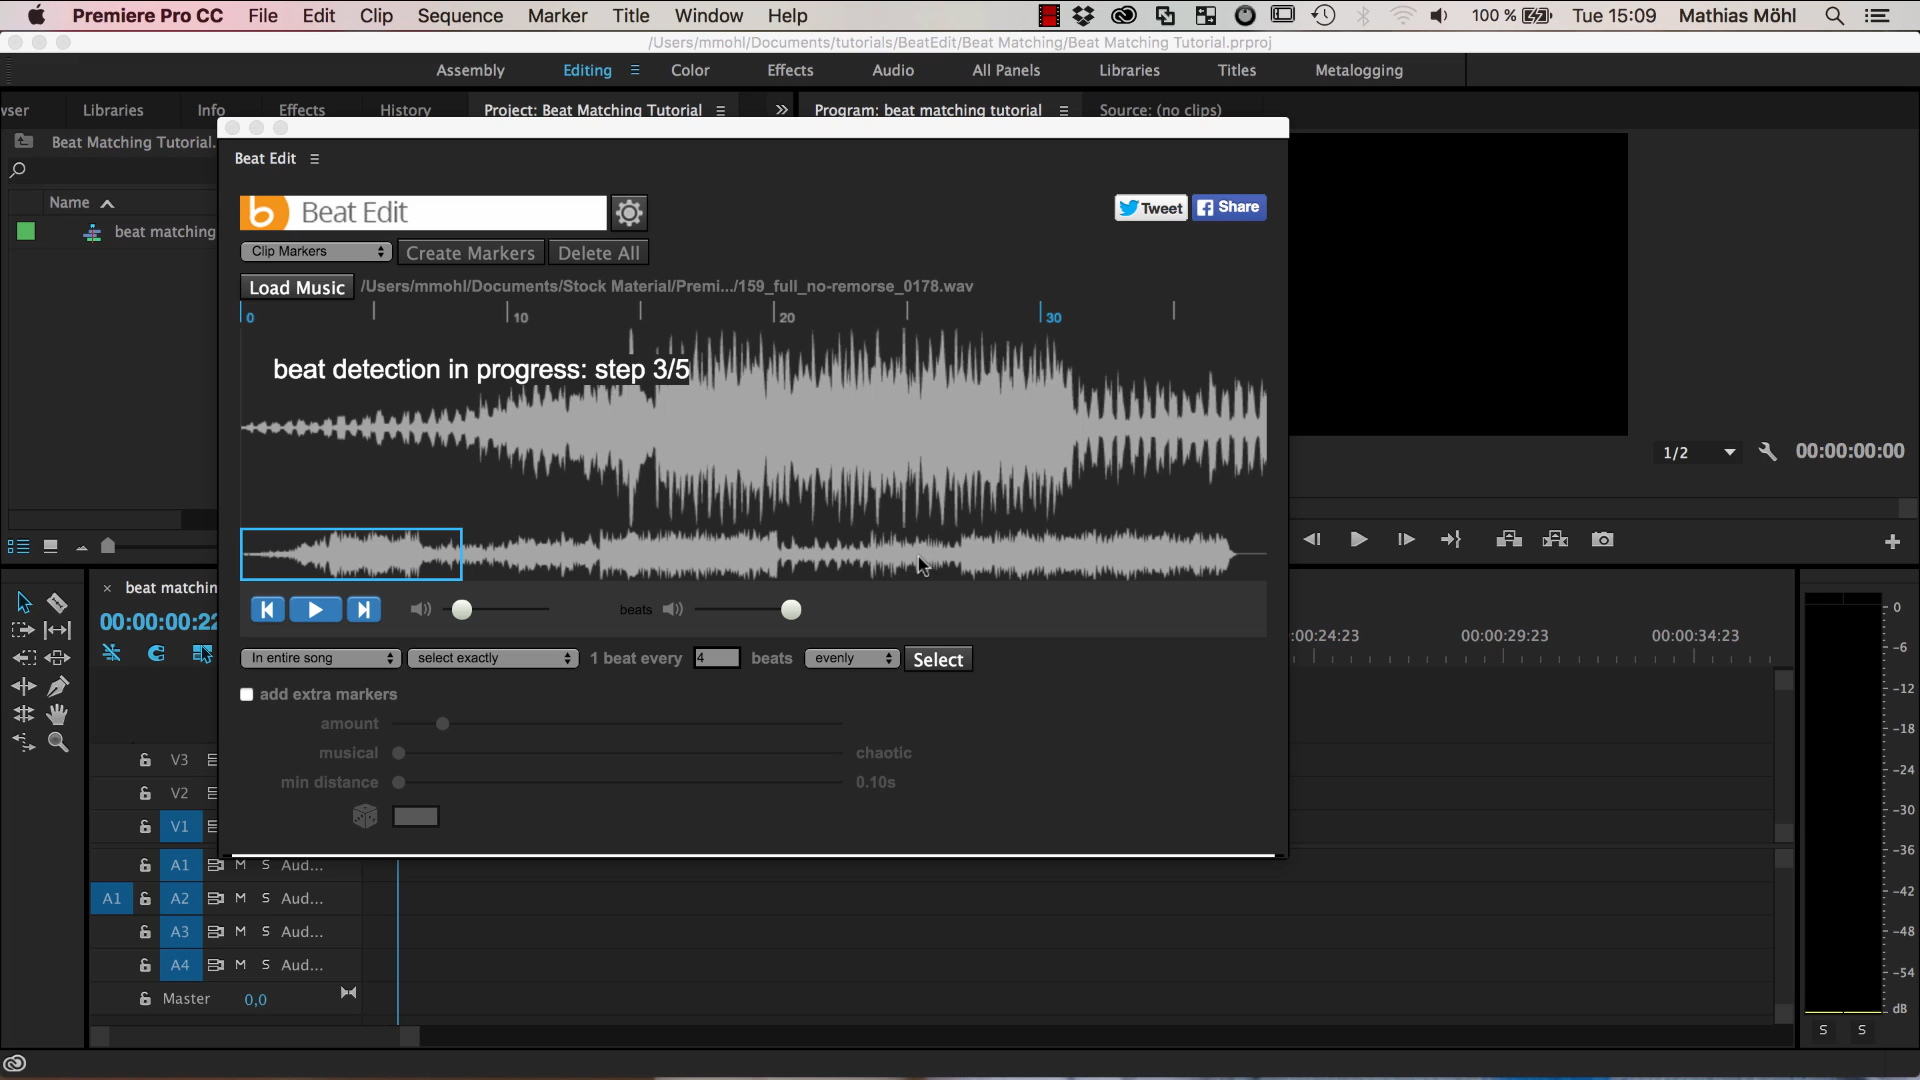 Premiere Pro CC File Edit Clip Sequence Marker Title Window Help 100 % Tue 15:09 Mathias Möhl
/Users/mmohl/Documents/tutorials/BeatEdit/Beat Matching/Beat Matching Tutorial.prproj
Assembly Editing Color Effects Audio All Panels Libraries Titles Metalogging
wser Libraries Info Effects History Project: Beat Matching Tutorial Program: beat matching tutorial Source: (no clips)
Beat Matching Tutorial.
Beat Edit
Name
beat matching
Beat Edit
Tweet Share
Clip Markers Create Markers Delete All
Load Music /Users/mmohl/Documents/Stock Material/Premi.../159_full_no-remorse_0178.wav
0 10 20 30
beat detection in progress: step 3/5
1/2 00:00:00:00
beats
In entire song select exactly 1 beat every 4 beats evenly Select
add extra markers
amount
musical chaotic
min distance 0.10s
beat matchin
00:00:00:22
:00:24:23 00:00:29:23 00:00:34:23
V3
V2
V1
A1 M S Aud...
A1 A2 M S Aud...
A3 M S Aud...
A4 M S Aud...
Master 0,0
0
-6
-12
-18
-24
-30
-36
-42
-48
-54
dB
S S